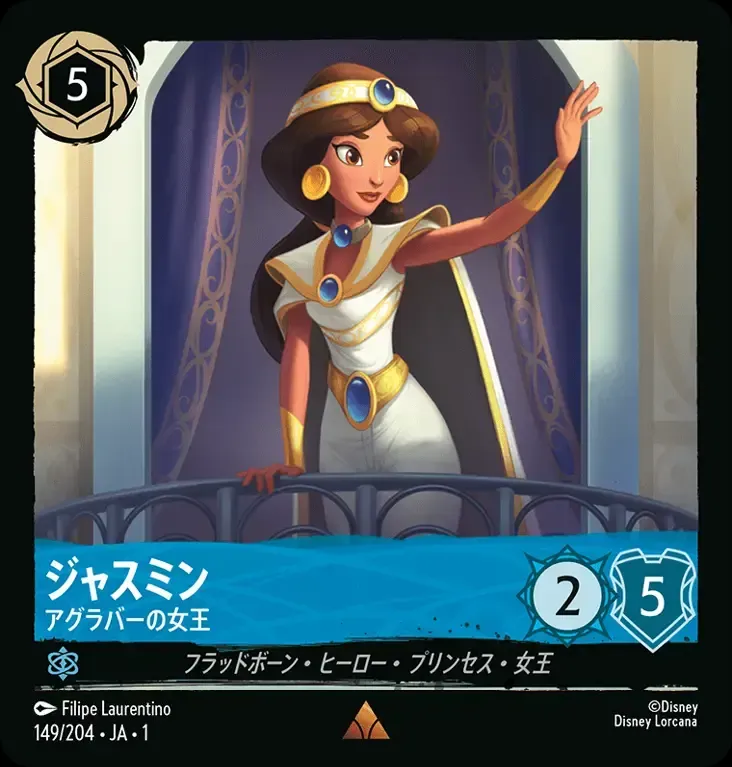 5
ジャスミン
アグラバーの女王
2
5
フラッドボーン・ヒーロー・プリンセス・女王
Filipe Laurentino
149/204 • JA • 1
©Disney
Disney Lorcana